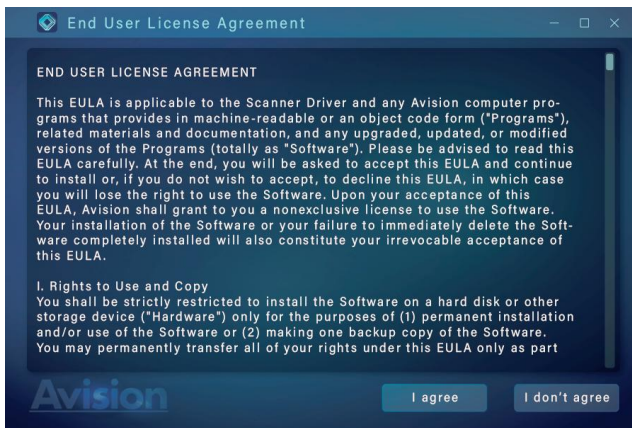 End User License Agreement
END USER LICENSE AGREEMENT
This EULA is applicable to the Scanner Driver and any Avision computer pro-
grams that provides in machine-readable or an object code form ("Programs"),
related materials and documentation, and any upgraded, updated, or modified
versions of the Programs (totally as "Software"). Please be advised to read this
EULA carefully. At the end, you will be asked to accept this EULA and continue
to install or, if you do not wish to accept, to decline this EULA, in which case
you will lose the right to use the Software. Upon your acceptance of this
EULA, Avision shall grant to you a nonexclusive license to use the Software.
Your installation of the Software or your failure to immediately delete the Soft-
ware completely installed will also constitute your irrevocable acceptance of
this EULA.
I. Rights to Use and Copy
You shall be strictly restricted to install the Software on a hard disk or other
storage device ("Hardware") only for the purposes of (1) permanent installation
and/or use of the Software or (2) making one backup copy of the Software.
You may permanently transfer all of your rights under this EULA only as part
Avision
I agree
I don't agree